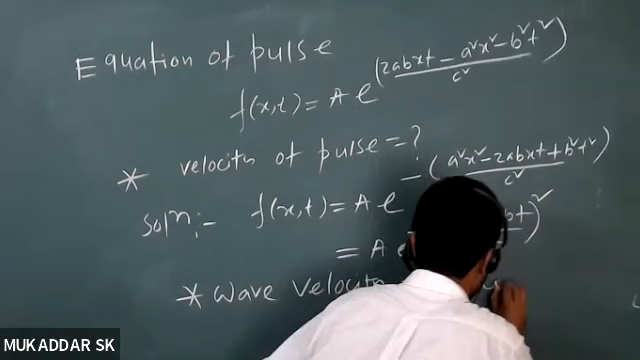 Equation of pulse
f(x,t) = A e^(2abxt - a²x² - b²t² / c²)
* velocity of pulse = ?
Soln:- f(x,t) = A e^-(a²x² - 2abxt + b²t² / c²)
= A e bt)²
* Wave Velocity
MUKADDAR SK